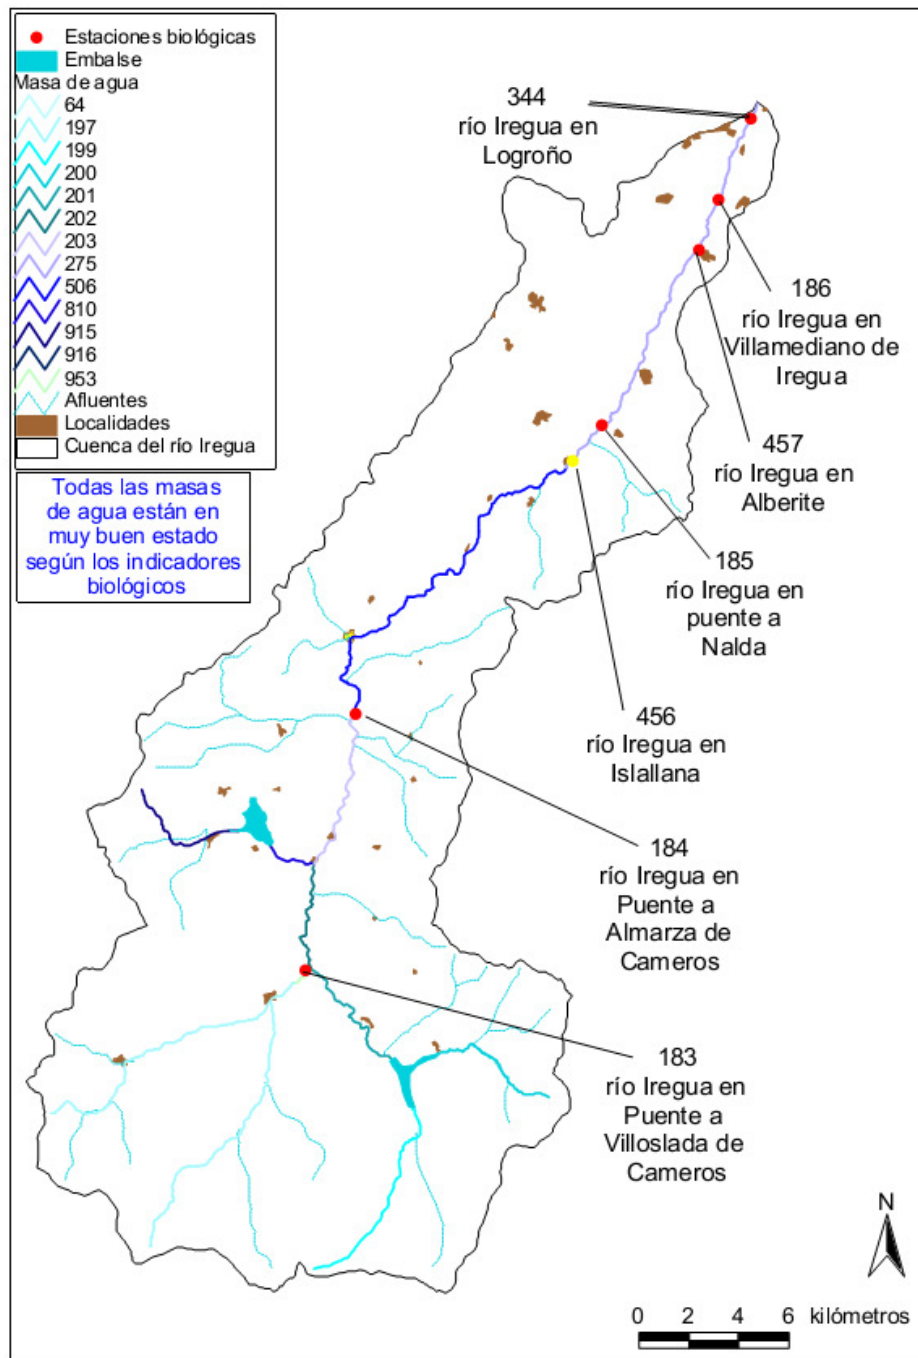 Estaciones biológicas
Embalse
Masa de agua
64
197
199
200
201
202
203
275
506
810
915
916
953
Afluentes
Localidades
Cuenca del río Iregua
Todas las masas
de agua están en
muy buen estado
según los indicadores
biológicos
344
río Iregua en
Logroño
186
río Iregua en
Villamediano de
Iregua
457
río Iregua en
Alberite
185
río Iregua en
puente a
Nalda
456
río Iregua en
Islallana
184
río Iregua en
Puente a
Almarza de
Cameros
183
río Iregua en
Puente a
Villoslada de
Cameros
N
0 2 4 6 kilómetros